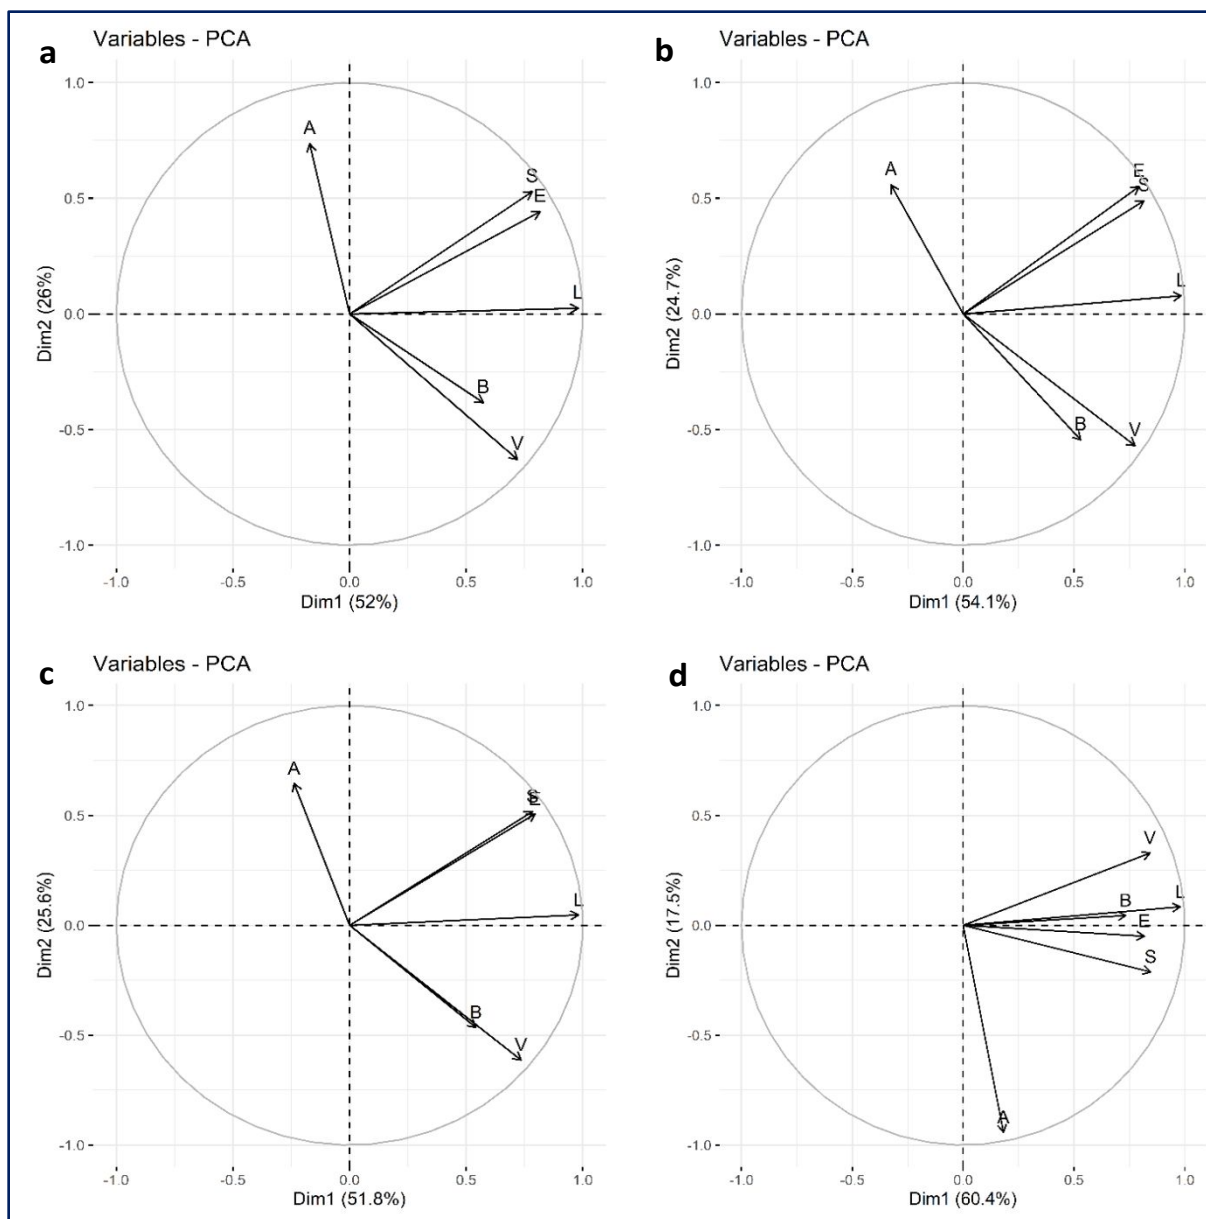 a
Variables - PCA
1.0
0.5
0.0
-0.5
-1.0
Dim2 (26%)
A
S
E
L
B
V
-1.0 -0.5 0.0 0.5 1.0
Dim1 (52%)
b
Variables - PCA
1.0
0.5
0.0
-0.5
-1.0
Dim2 (24.7%)
A
E
S
L
B
V
-1.0 -0.5 0.0 0.5 1.0
Dim1 (54.1%)
c
Variables - PCA
1.0
0.5
0.0
-0.5
-1.0
Dim2 (25.6%)
A
S
E
L
B
V
-1.0 -0.5 0.0 0.5 1.0
Dim1 (51.8%)
d
Variables - PCA
1.0
0.5
0.0
-0.5
-1.0
Dim2 (17.5%)
V
L
B
E
S
A
-1.0 -0.5 0.0 0.5 1.0
Dim1 (60.4%)